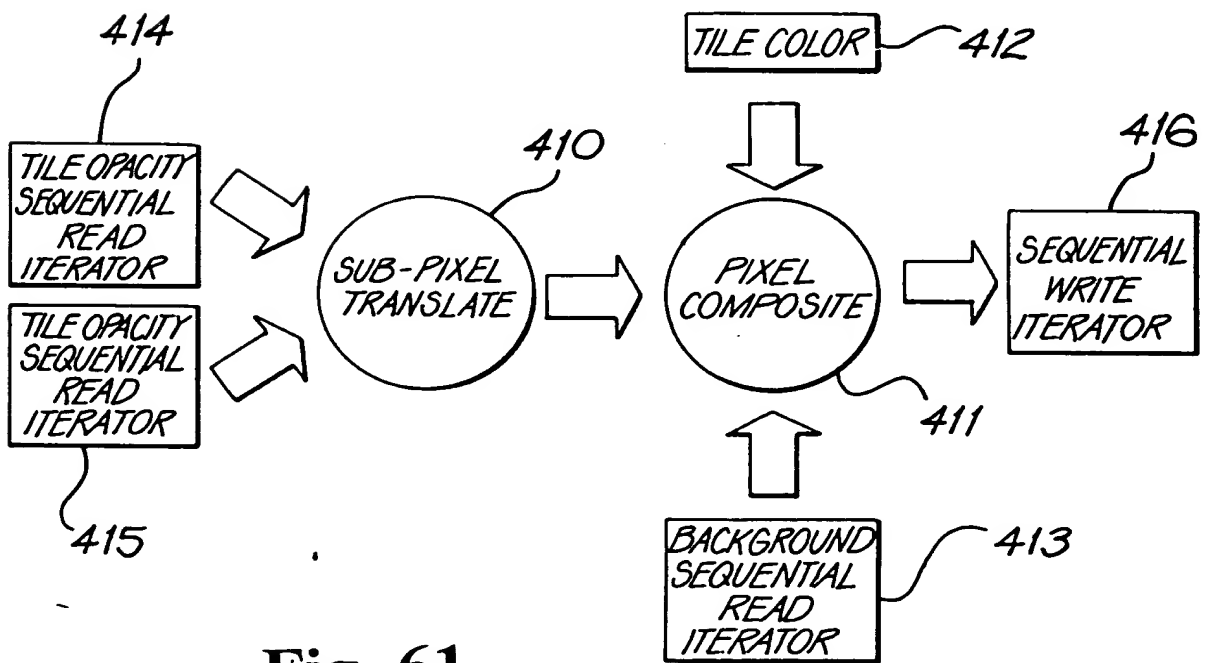 414
TILE OPACITY
SEQUENTIAL
READ
ITERATOR
TILE OPACITY
SEQUENTIAL
READ
ITERATOR
415
410
SUB-PIXEL
TRANSLATE
TILE COLOR
412
PIXEL
COMPOSITE
411
416
SEQUENTIAL
WRITE
ITERATOR
BACKGROUND
SEQUENTIAL
READ
ITERATOR
413
Fig. 61